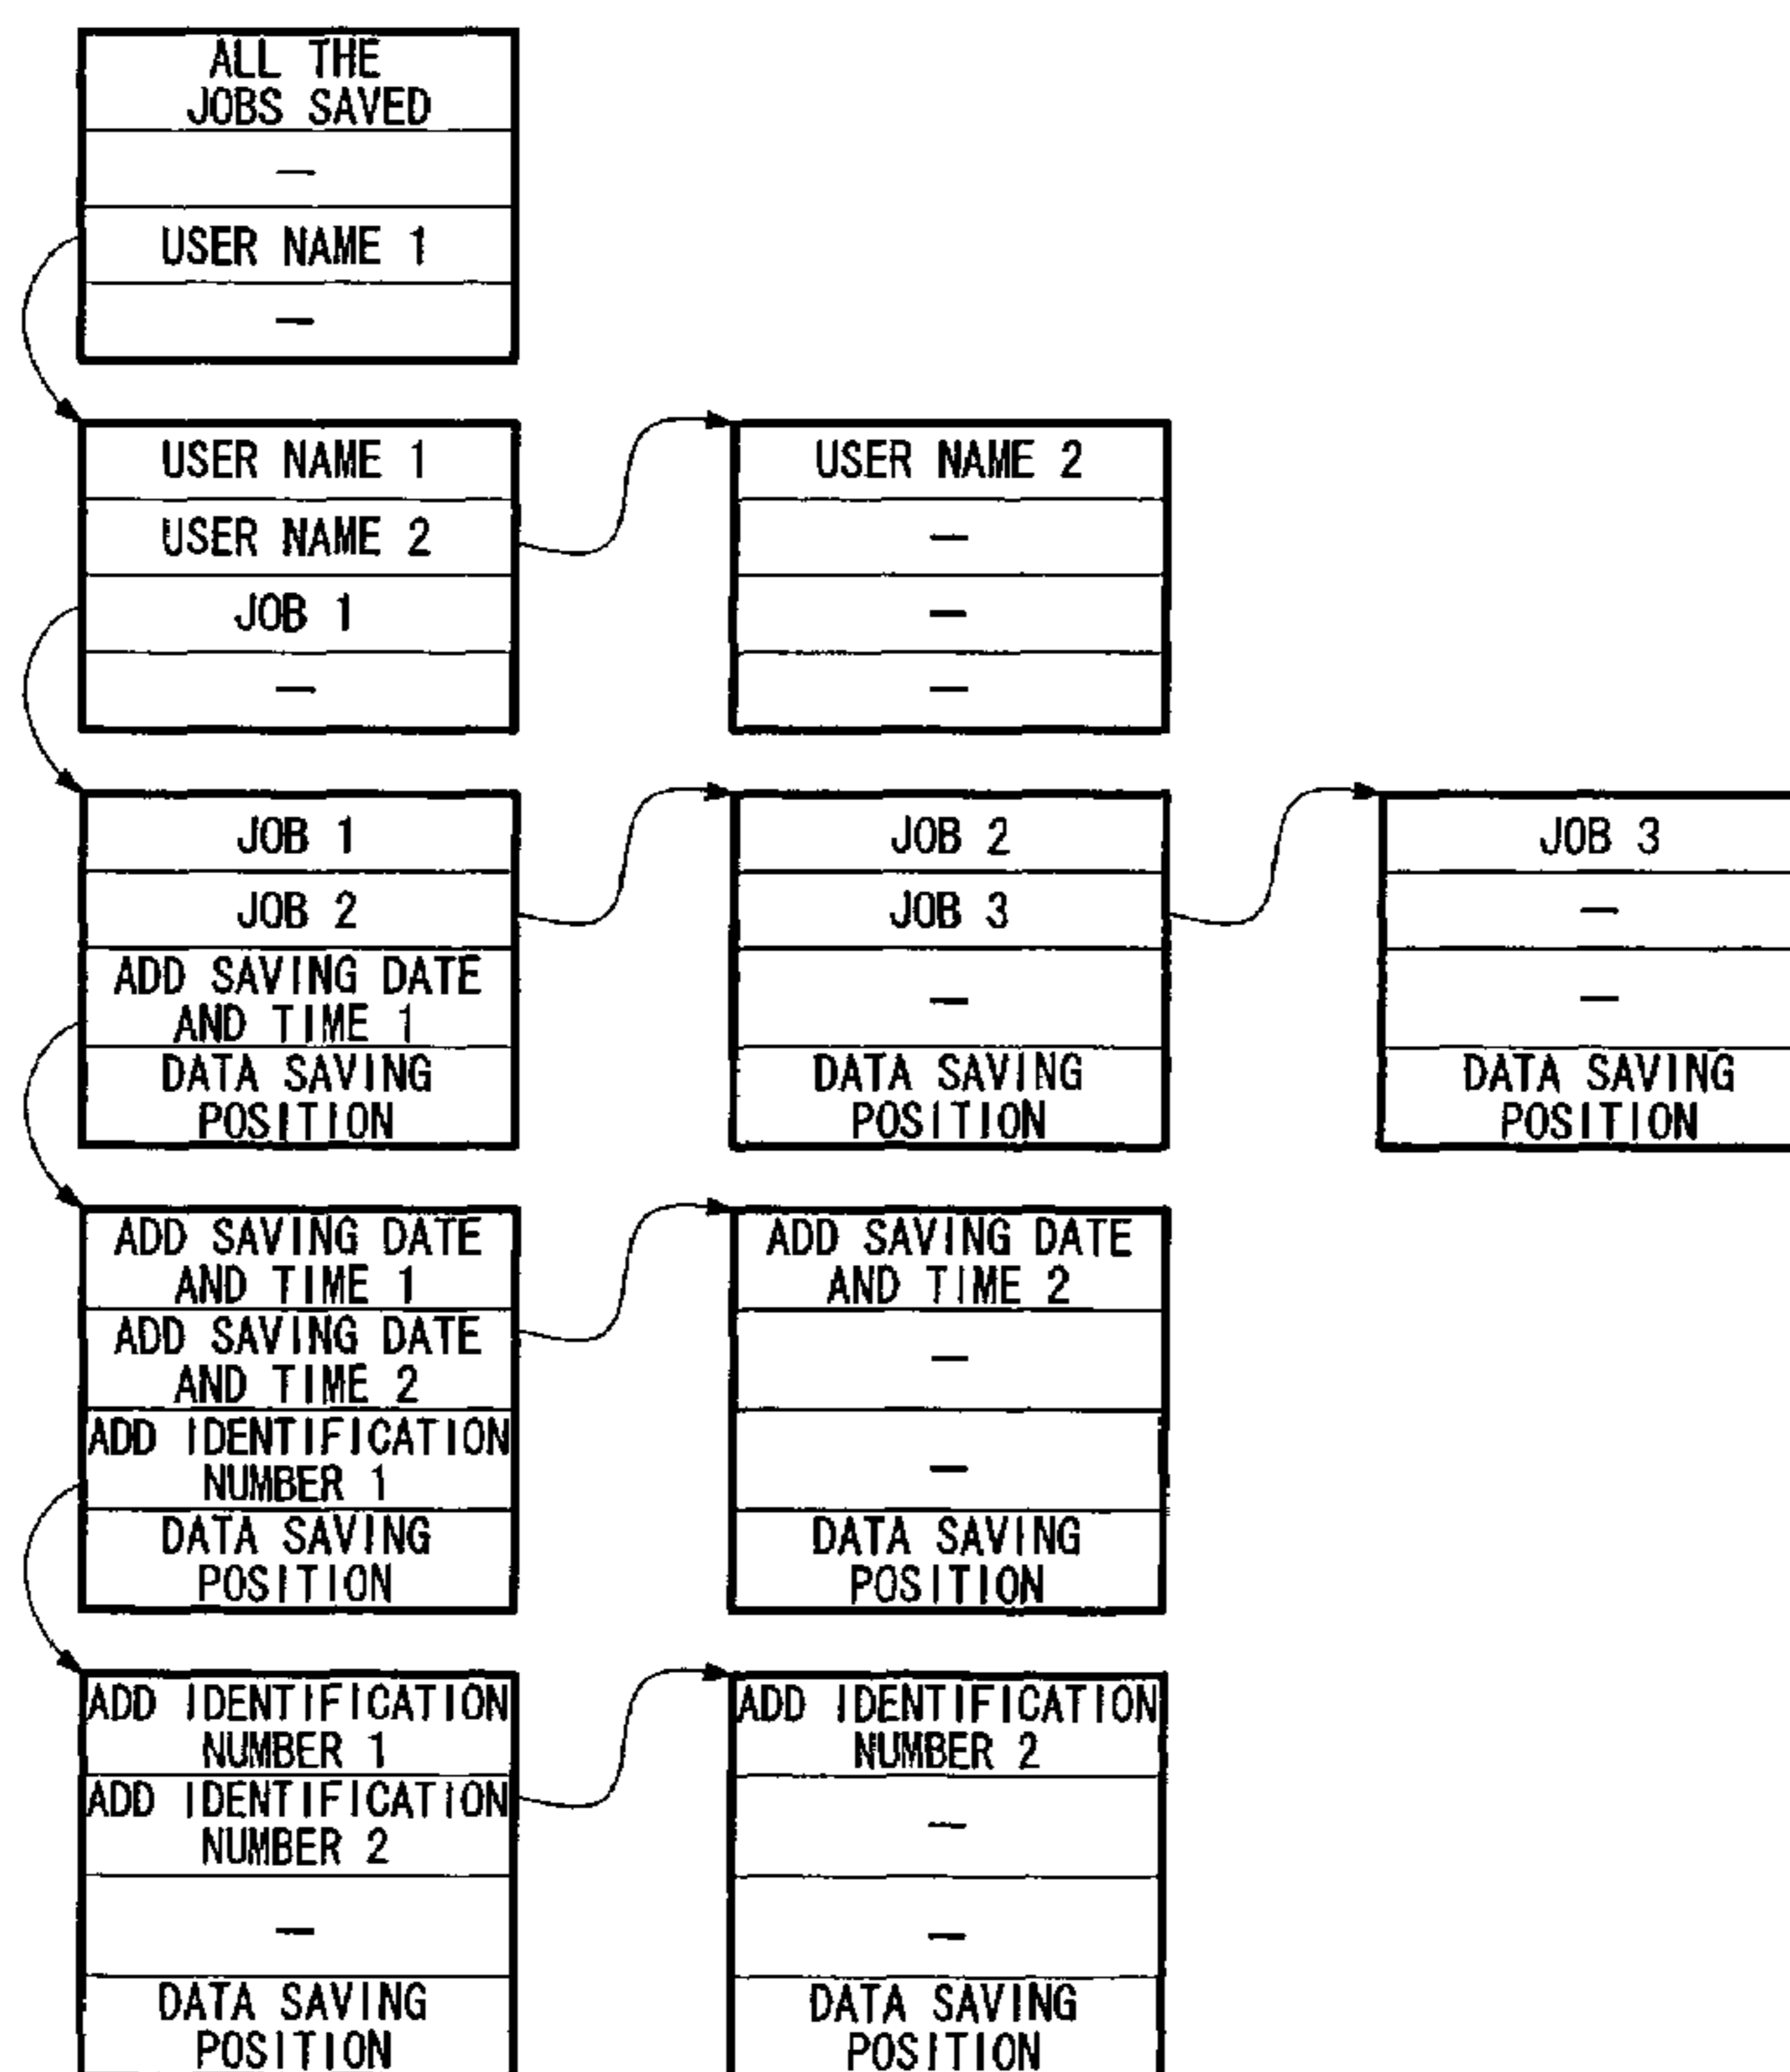 ALL THE
JOBS SAVED
—
USER NAME 1
—
USER NAME 1
USER NAME 2
JOB 1
—
USER NAME 2
—
—
—
JOB 1
JOB 2
ADD SAVING DATE
AND TIME 1
DATA SAVING
POSITION
JOB 2
JOB 3
—
DATA SAVING
POSITION
JOB 3
—
—
DATA SAVING
POSITION
ADD SAVING DATE
AND TIME 1
ADD SAVING DATE
AND TIME 2
ADD IDENTIFICATION
NUMBER 1
DATA SAVING
POSITION
ADD SAVING DATE
AND TIME 2
—
—
DATA SAVING
POSITION
ADD IDENTIFICATION
NUMBER 1
ADD IDENTIFICATION
NUMBER 2
—
DATA SAVING
POSITION
ADD IDENTIFICATION
NUMBER 2
—
—
DATA SAVING
POSITION